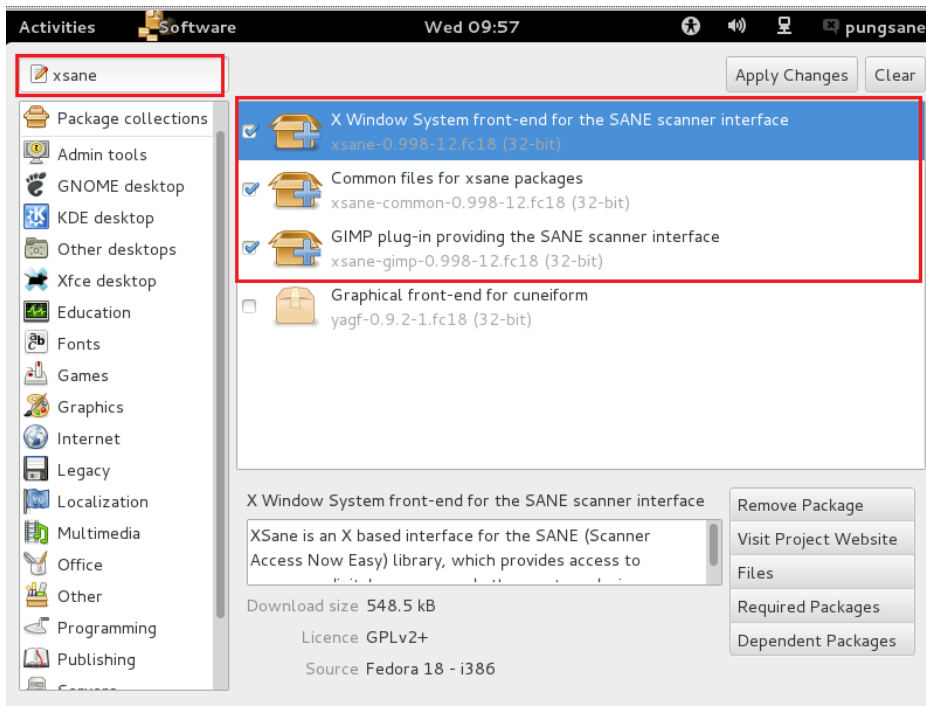 Activities Software Wed 09:57 pungsane
xsane
Apply Changes Clear
Package collections
Admin tools
GNOME desktop
KDE desktop
Other desktops
Xfce desktop
Education
Fonts
Games
Graphics
Internet
Legacy
Localization
Multimedia
Office
Other
Programming
Publishing
Servers
X Window System front-end for the SANE scanner interface
xsane-0.998-12.fc18 (32-bit)
Common files for xsane packages
xsane-common-0.998-12.fc18 (32-bit)
GIMP plug-in providing the SANE scanner interface
xsane-gimp-0.998-12.fc18 (32-bit)
Graphical front-end for cuneiform
yagf-0.9.2-1.fc18 (32-bit)
X Window System front-end for the SANE scanner interface
XSane is an X based interface for the SANE (Scanner
Access Now Easy) library, which provides access to
Download size 548.5 kB
Licence GPLv2+
Source Fedora 18 - i386
Remove Package
Visit Project Website
Files
Required Packages
Dependent Packages